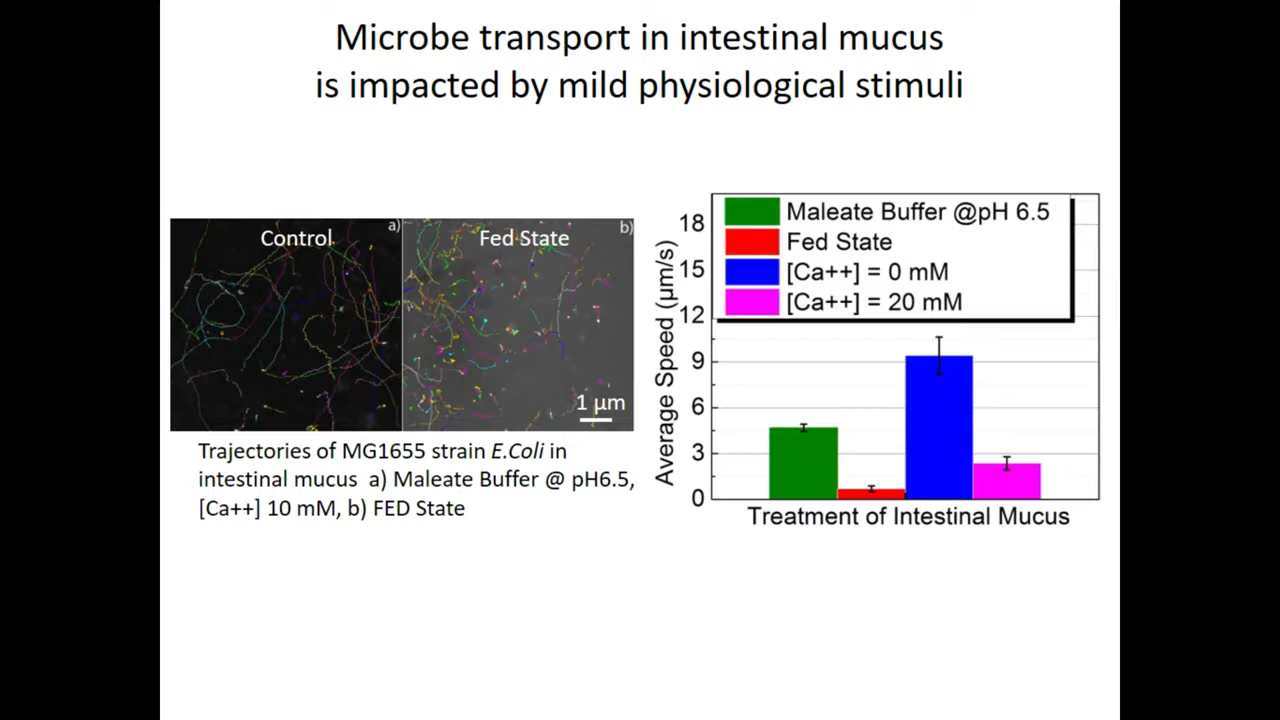 Microbe transport in intestinal mucus
is impacted by mild physiological stimuli
a)
Control
b)
Fed State
1 µm
Trajectories of MG1655 strain E.Coli in
intestinal mucus a) Maleate Buffer @ pH6.5,
[Ca++] 10 mM, b) FED State
Average Speed (µm/s)
18
15
12
9
6
3
0
Maleate Buffer @pH 6.5
Fed State
[Ca++] = 0 mM
[Ca++] = 20 mM
Treatment of Intestinal Mucus